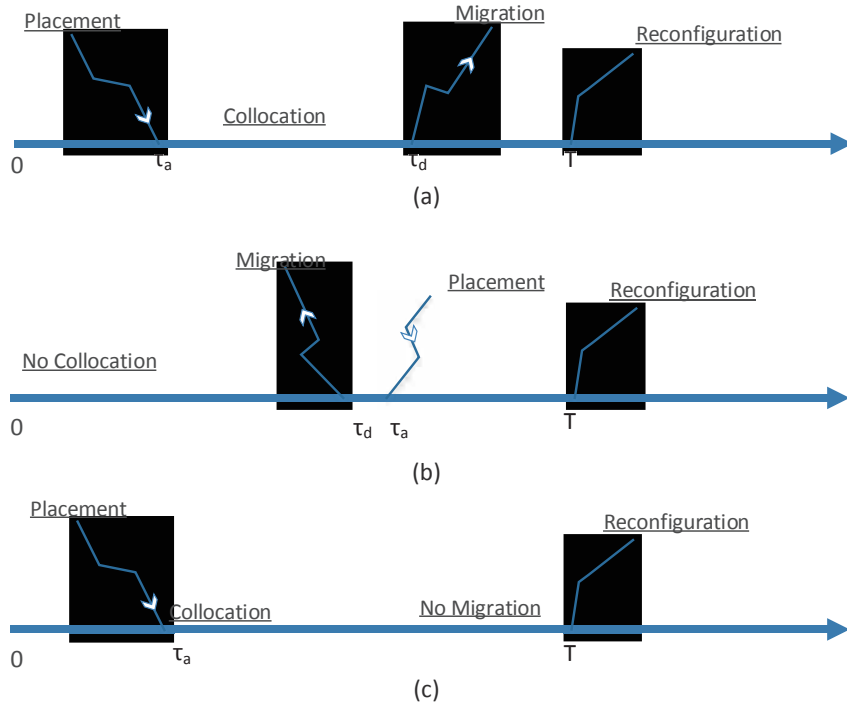 Placement
Migration
Reconfiguration
Collocation
0
τa
τd
T
(a)
Migration
Placement
Reconfiguration
No Collocation
0
τd τa
T
(b)
Placement
Reconfiguration
Collocation
No Migration
0
τa
T
(c)